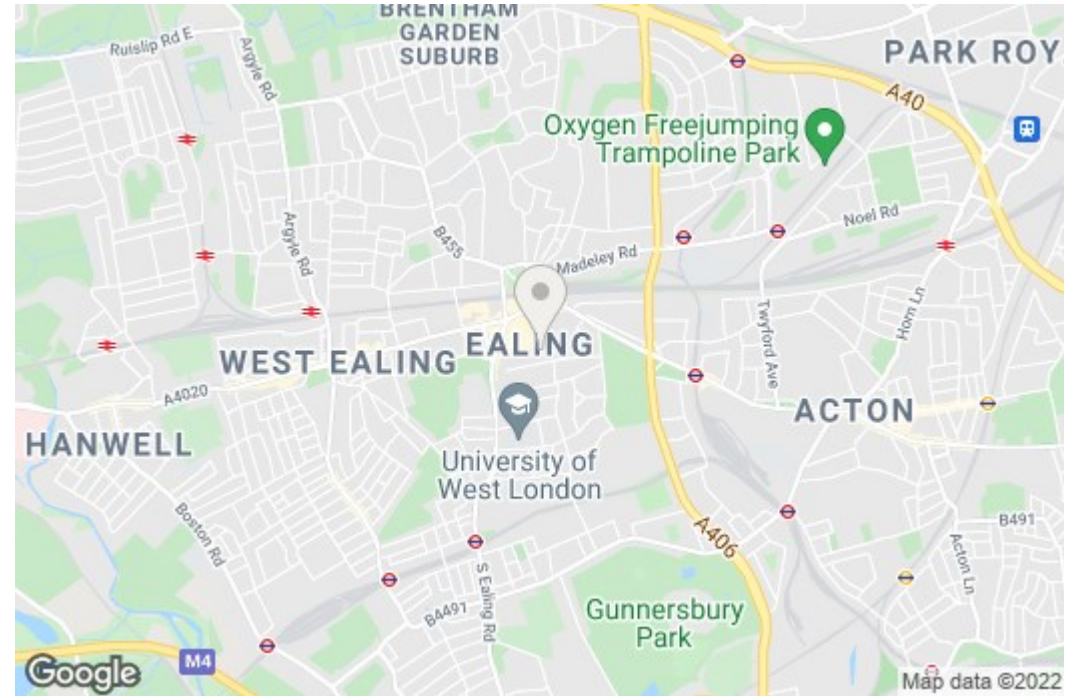 BRENTHAM
GARDEN
SUBURB
Ruislip Rd E
Argyle Rd
PARK ROY
A40
Oxygen Freejumping
Trampoline Park
Noel Rd
Argyle Rd
B455
Madeley Rd
Twyford Ave
Horn Ln
EALING
WEST EALING
A4020
ACTON
HANWELL
University of
West London
Boston Rd
B491
A406
Acton Ln
S Ealing Rd
B4491
Gunnersbury
Park
M4
Google
Map data ©2022